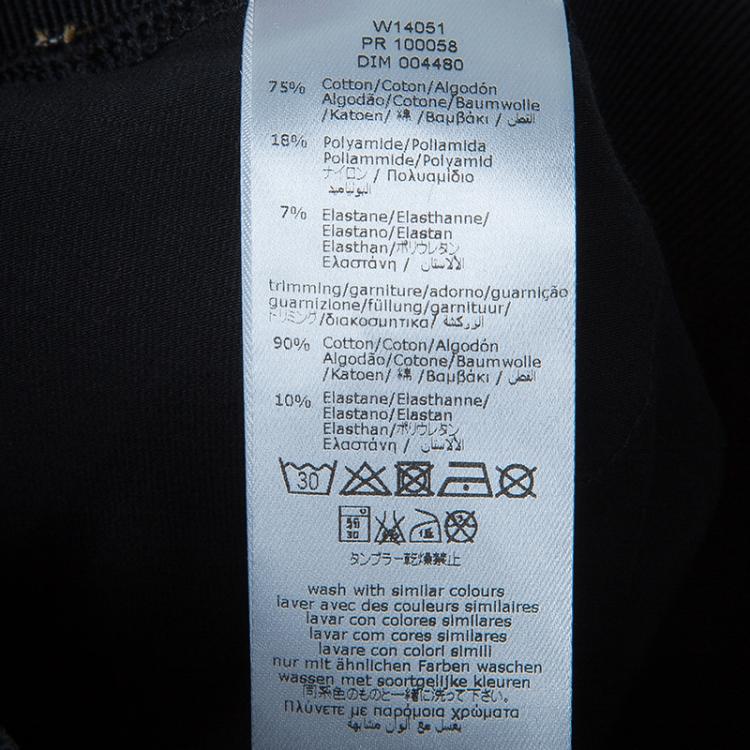 W14051
PR 100058
DIM 004480
75% Cotton/Coton/Algodón
Algodão/Cotone/Baumwolle
/Katoen/ 綿 /Βαμβάκι / القطن
18% Polyamide/Poliamida
Poliammide/Polyamid
ナイロン / Πολυαμίδιο
البولياميد
7% Elastane/Elasthanne/
Elastano/Elastan
Elasthan/ポリウレタン
Ελαστάνη / الألاستان
trimming/garniture/adorno/guarnição
guarnizione/füllung/garnituur/
トリミング/διακοσμητικα/ الزركشة
90% Cotton/Coton/Algodón
Algodão/Cotone/Baumwolle
/Katoen/ 綿 /Βαμβάκι / القطن
10% Elastane/Elasthanne/
Elastano/Elastan
Elasthan/ポリウレタン
Ελαστάνη / الألاستان
30
30
タンブラー乾燥禁止
wash with similar colours
laver avec des couleurs similaires
lavar con colores similares
lavar com cores similares
lavare con colori simili
nur mit ähnlichen Farben waschen
wassen met soortgelijke kleuren
同系色のものと一緒に洗って下さい。
Πλύνετε με παρόμοια χρώματα
يغسل مع ألوان مشابهة